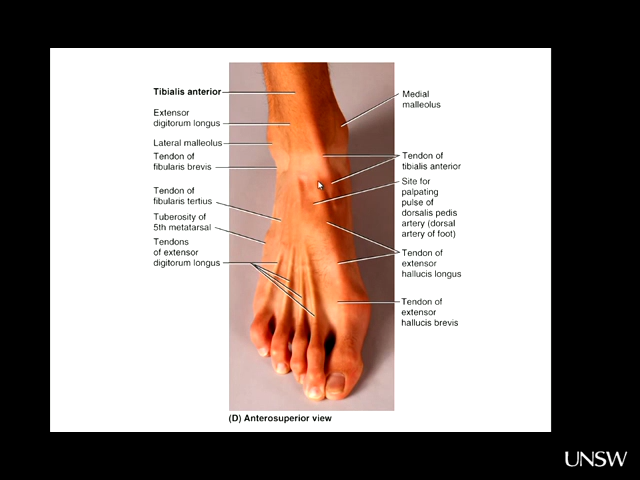 Tibialis anterior
Extensor
digitorum longus
Lateral malleolus
Tendon of
fibularis brevis
Tendon of
fibularis tertius
Tuberosity of
5th metatarsal
Tendons
of extensor
digitorum longus
Medial
malleolus
Tendon of
tibialis anterior
Site for
palpating
pulse of
dorsalis pedis
artery (dorsal
artery of foot)
Tendon of
extensor
hallucis longus
Tendon of
extensor
hallucis brevis
(D) Anterosuperior view
UNSW